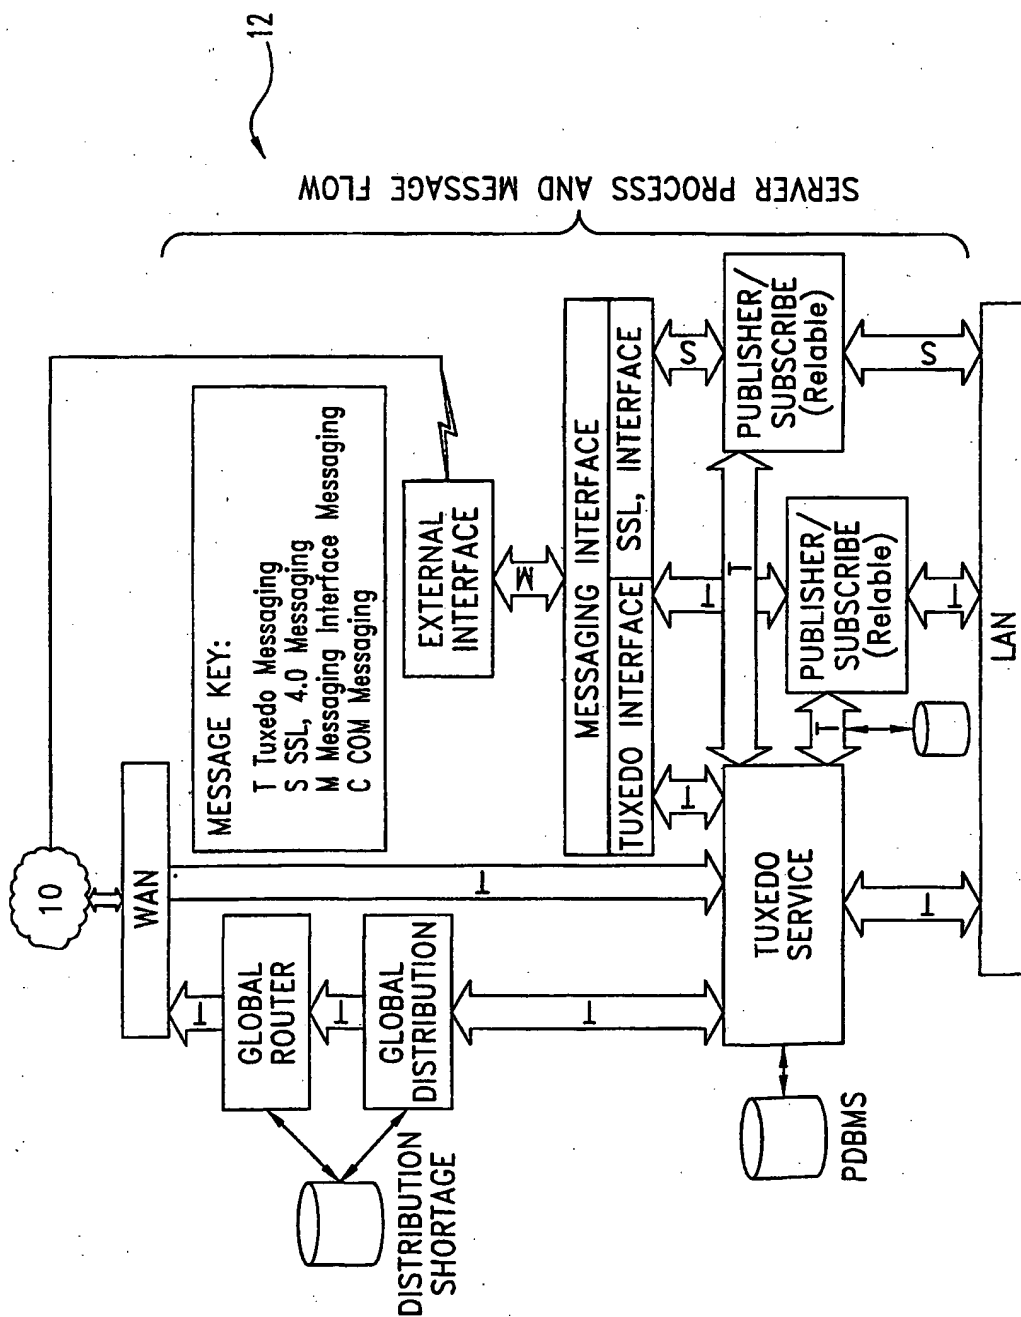 12
SERVER PROCESS AND MESSAGE FLOW
10
WAN
MESSAGE KEY:
T Tuxedo Messaging
S SSL, 4.0 Messaging
M Messaging Interface Messaging
C COM Messaging
T
GLOBAL
ROUTER
T
GLOBAL
DISTRIBUTION
DISTRIBUTION
SHORTAGE
T
T
EXTERNAL
INTERFACE
M
MESSAGING INTERFACE
TUXEDO INTERFACE
SSL, INTERFACE
T
T
S
T
TUXEDO
SERVICE
PDBMS
T
PUBLISHER/
SUBSCRIBE
(Relable)
PUBLISHER/
SUBSCRIBE
(Relable)
T
T
S
LAN